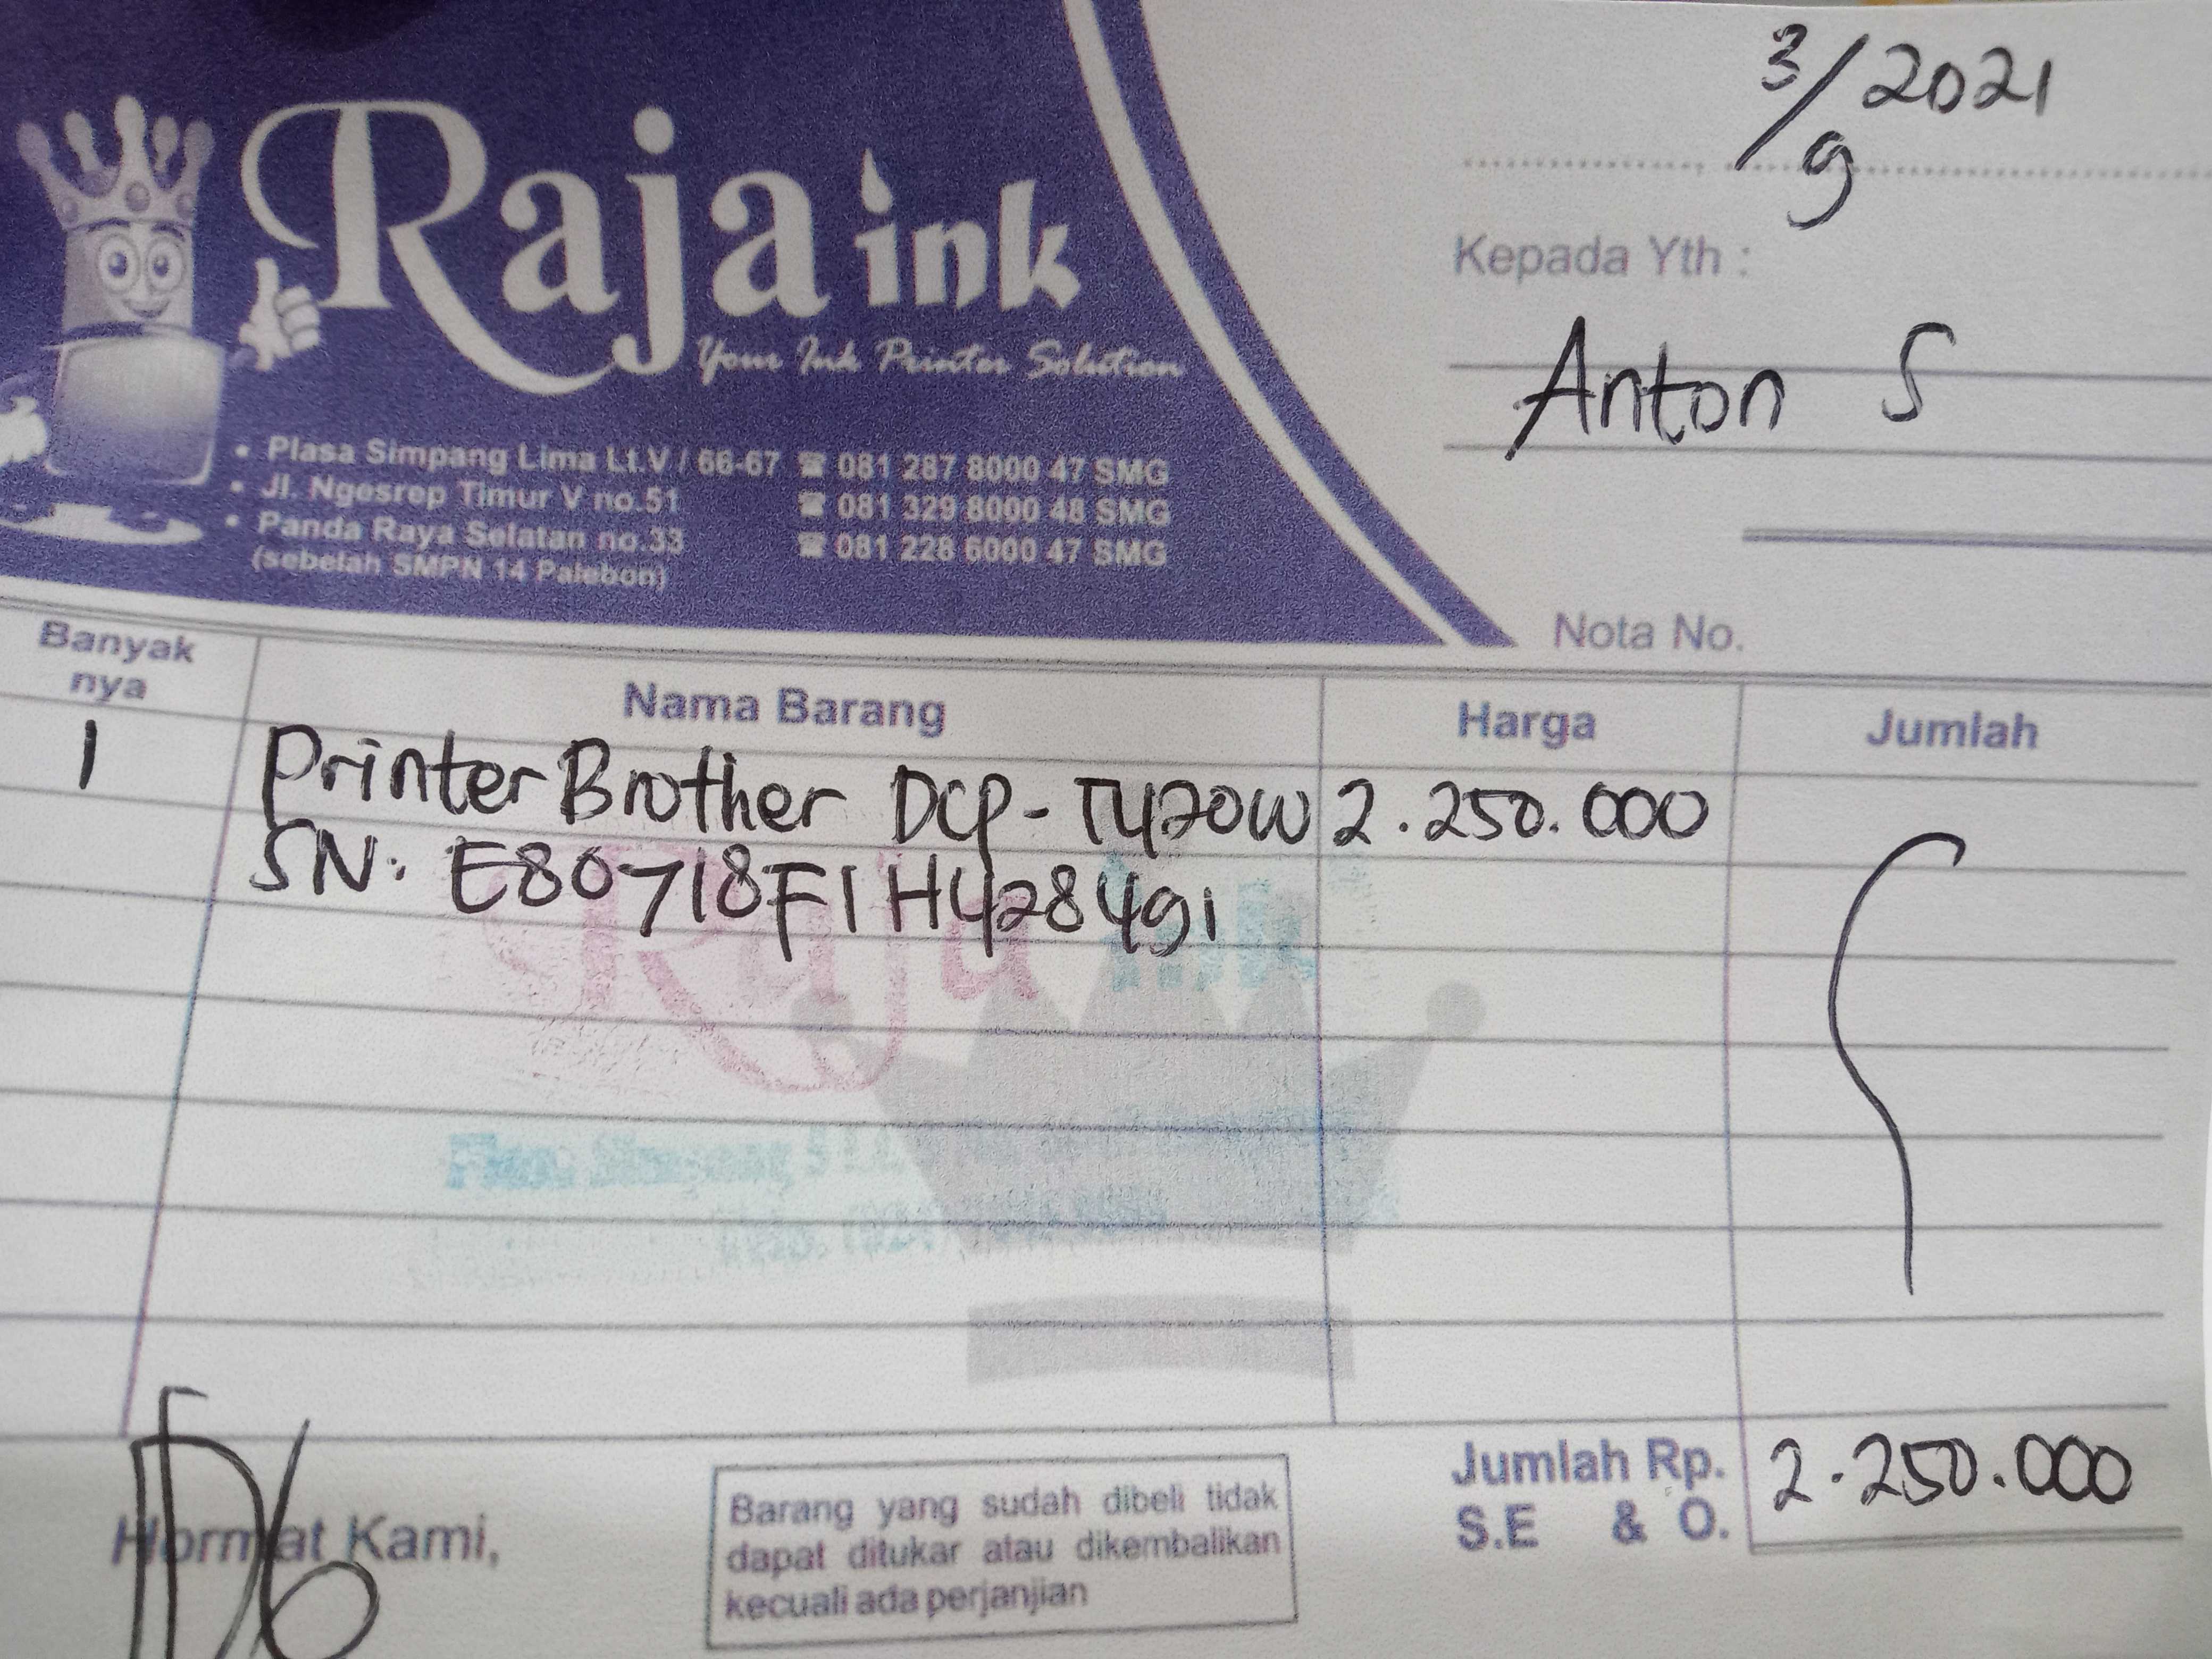 3/9 2021
Raja ink
Your Ink Printer Solution
• Plasa Simpang Lima Lt.V / 66-67 ☎ 081 287 8000 47 SMG
• Jl. Ngesrep Timur V no.51 ☎ 081 329 8000 48 SMG
• Panda Raya Selatan no.33 ☎ 081 228 6000 47 SMG
(sebelah SMPN 14 Palebon)
Kepada Yth :
Anton S
Nota No.
Banyak
nya
Nama Barang Harga Jumlah
1 Printer Brother DCP-T420W 2.250.000
SN: E80718F1H428491
Raja ink
Jumlah Rp. 2.250.000
S.E & O.
Hormat Kami,
Barang yang sudah dibeli tidak
dapat ditukar atau dikembalikan
kecuali ada perjanjian